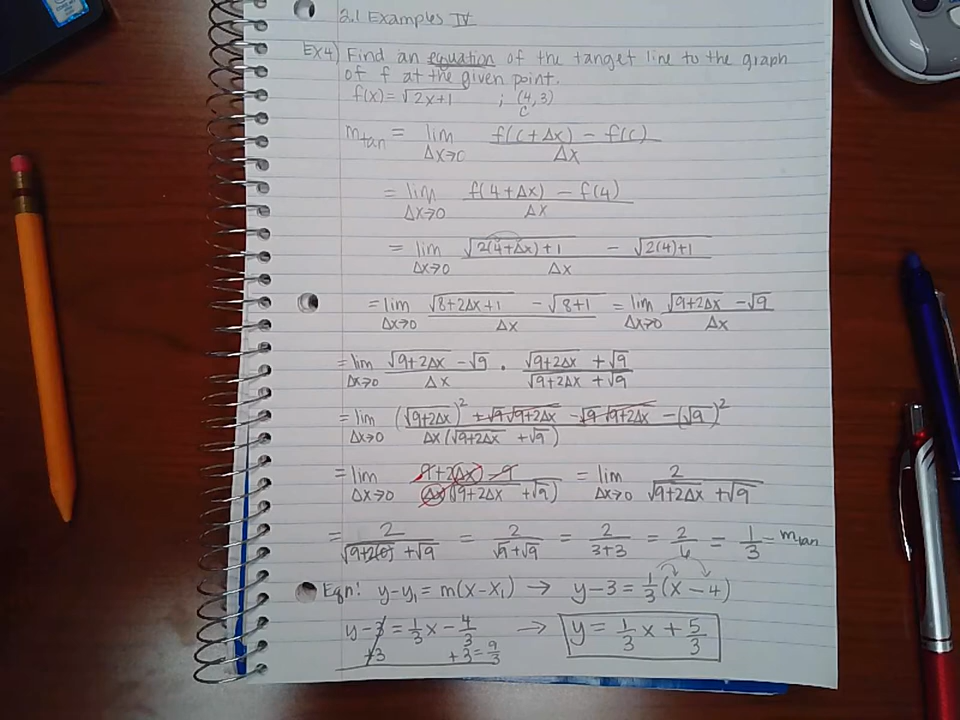 2.1 Examples IV
Ex4) Find an equation of the tanget line to the graph
of f at the given point.
f(x) = √2x+1 ; (4, 3)
c
m_tan = lim Δx→0 (f(c+Δx) − f(c)) / Δx
= lim Δx→0 (f(4+Δx) − f(4)) / Δx
= lim Δx→0 (√(2(4+Δx)+1) − √(2(4)+1)) / Δx
= lim Δx→0 (√(8+2Δx+1) − √(8+1)) / Δx = lim Δx→0 (√(9+2Δx) − √9) / Δx
= lim Δx→0 (√(9+2Δx) − √9) / Δx · (√(9+2Δx) + √9) / (√(9+2Δx) + √9)
= lim Δx→0 ((√(9+2Δx))² + √9 √(9+2Δx) − √9 √(9+2Δx) − (√9)²) / (Δx(√(9+2Δx) + √9))
= lim Δx→0 (9+2(Δx) − 9) / (Δx(√(9+2Δx) + √9)) = lim Δx→0 2 / (√(9+2Δx) + √9)
= 2 / (√(9+2(0)) + √9) = 2 / (√9 + √9) = 2 / (3+3) = 2/6 = 1/3 = m_tan
Eqn: y−y₁ = m(x−x₁) → y−3 = 1/3(x−4)
y−3 = 1/3 x − 4/3 → y = 1/3 x + 5/3
+3 +3 = 9/3